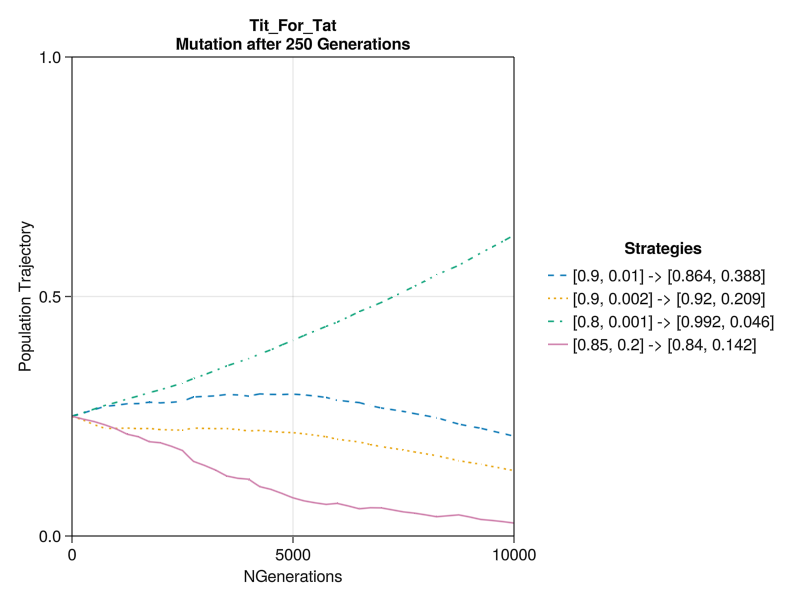 Tit_For_Tat
Mutation after 250 Generations
1.0
0.5
0.0
0
5000
10000
NGenerations
Population Trajectory
Strategies
[0.9, 0.01] -> [0.864, 0.388]
[0.9, 0.002] -> [0.92, 0.209]
[0.8, 0.001] -> [0.992, 0.046]
[0.85, 0.2] -> [0.84, 0.142]